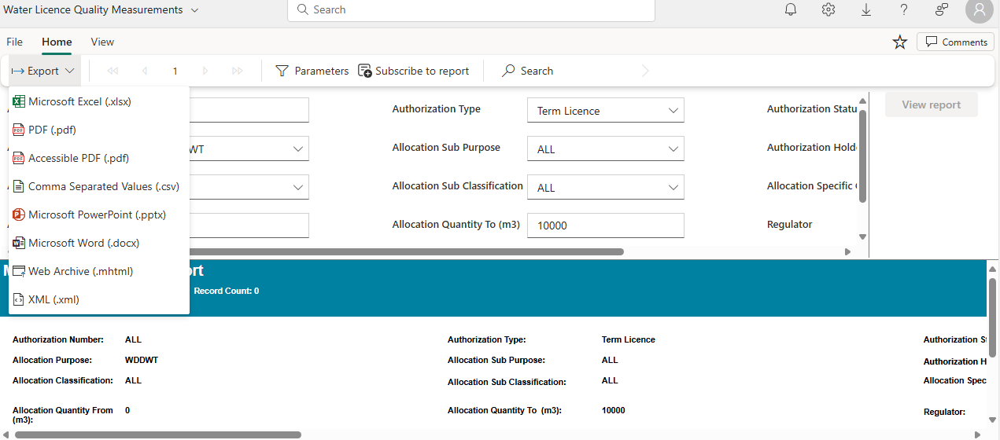 Water Licence Quality Measurements
Search
File Home View
Comments
Export 1 Parameters Subscribe to report Search
Microsoft Excel (.xlsx)
PDF (.pdf)
Accessible PDF (.pdf)
Comma Separated Values (.csv)
Microsoft PowerPoint (.pptx)
Microsoft Word (.docx)
Web Archive (.mhtml)
XML (.xml)
Authorization Type Term Licence Authorization Statu View report
WT Allocation Sub Purpose ALL Authorization Hold
Allocation Sub Classification ALL Allocation Specific
Allocation Quantity To (m3) 10000 Regulator
ort
Record Count: 0
Authorization Number: ALL Authorization Type: Term Licence Authorization S
Allocation Purpose: WDDWT Allocation Sub Purpose: ALL Authorization H
Allocation Classification: ALL Allocation Sub Classification: ALL Allocation Spec
Allocation Quantity From 0 Allocation Quantity To (m3): 10000 Regulator:
(m3):